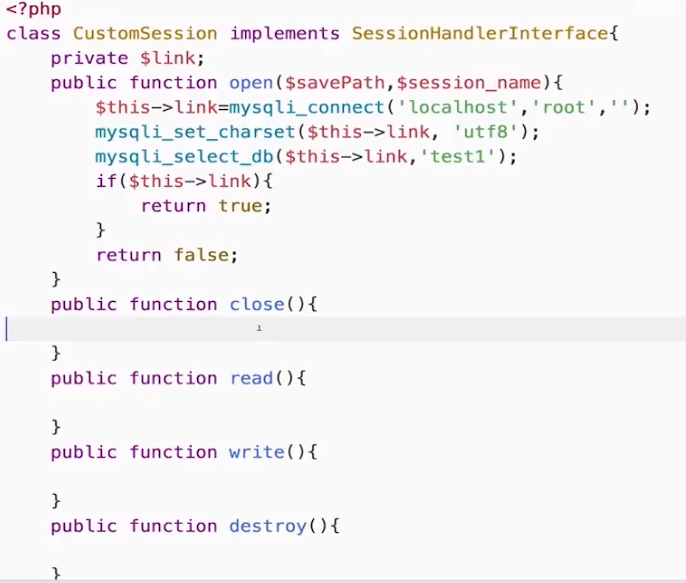 <?php
class CustomSession implements SessionHandlerInterface{
    private $link;
    public function open($savePath,$session_name){
        $this->link=mysqli_connect('localhost','root','');
        mysqli_set_charset($this->link, 'utf8');
        mysqli_select_db($this->link,'test1');
        if($this->link){
            return true;
        }
        return false;
    }
    public function close(){
    }
    public function read(){
    }
    public function write(){
    }
    public function destroy(){
    }